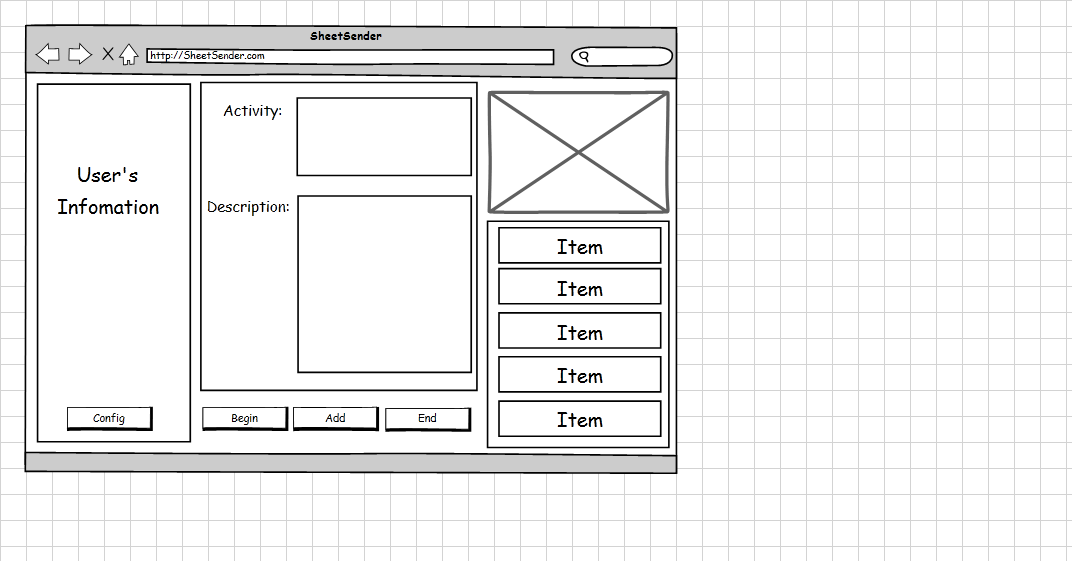 SheetSender
http://SheetSender.com
User's
Infomation
Config
Activity:
Description:
Begin
Add
End
Item
Item
Item
Item
Item